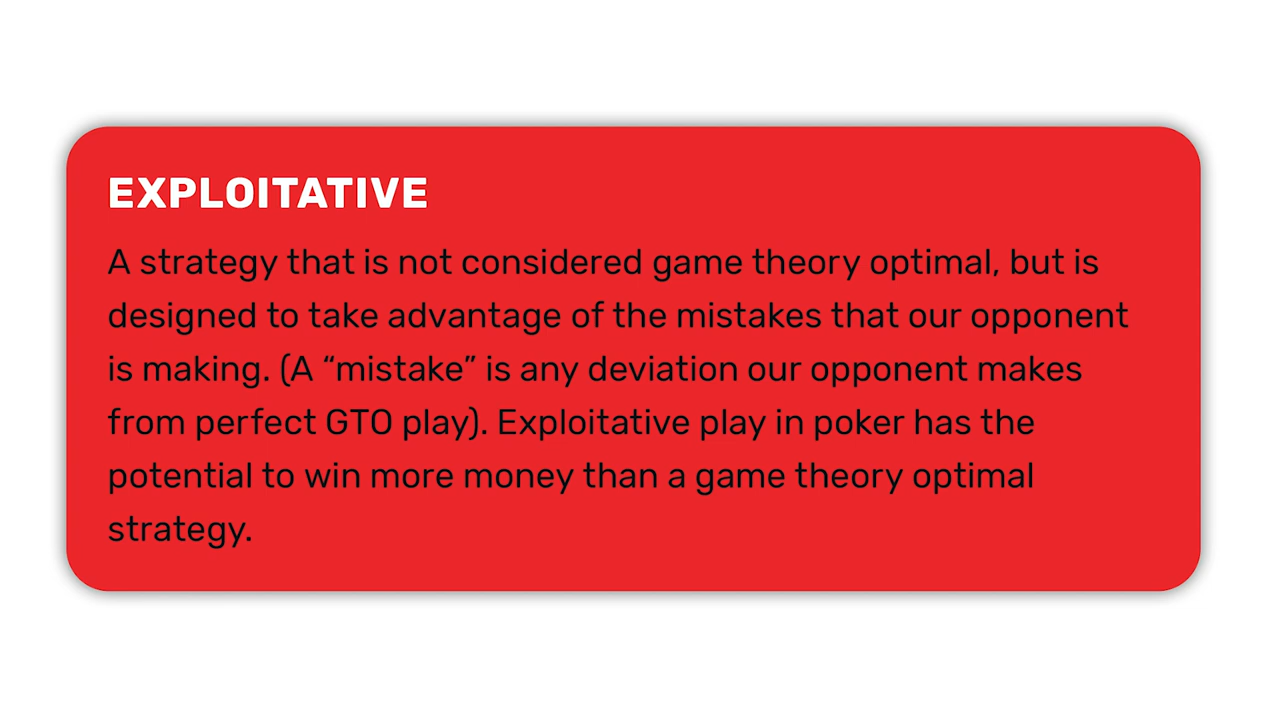 EXPLOITATIVE
A strategy that is not considered game theory optimal, but is
designed to take advantage of the mistakes that our opponent
is making. (A “mistake” is any deviation our opponent makes
from perfect GTO play). Exploitative play in poker has the
potential to win more money than a game theory optimal
strategy.